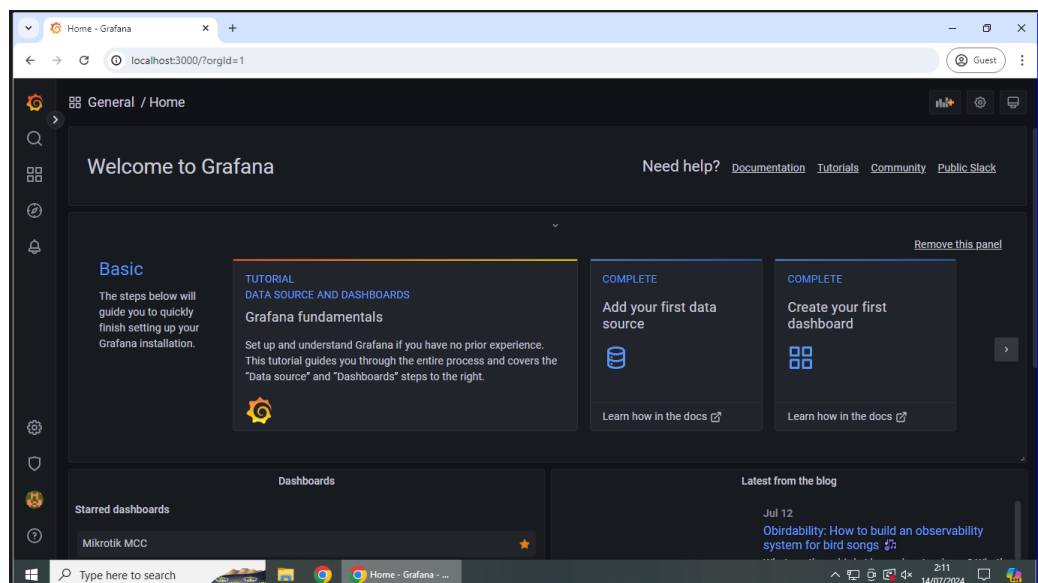 Home - Grafana
localhost:3000/?orgId=1
Guest
General / Home
Welcome to Grafana
Need help? Documentation Tutorials Community Public Slack
Remove this panel
Basic
The steps below will
guide you to quickly
finish setting up your
Grafana installation.
TUTORIAL
DATA SOURCE AND DASHBOARDS
Grafana fundamentals
Set up and understand Grafana if you have no prior experience.
This tutorial guides you through the entire process and covers the
"Data source" and "Dashboards" steps to the right.
COMPLETE
Add your first data
source
Learn how in the docs
COMPLETE
Create your first
dashboard
Learn how in the docs
Dashboards
Starred dashboards
Mikrotik MCC
Latest from the blog
Jul 12
Obirdability: How to build an observability
system for bird songs
Type here to search
Home - Grafana - ...
2:11
14/07/2024